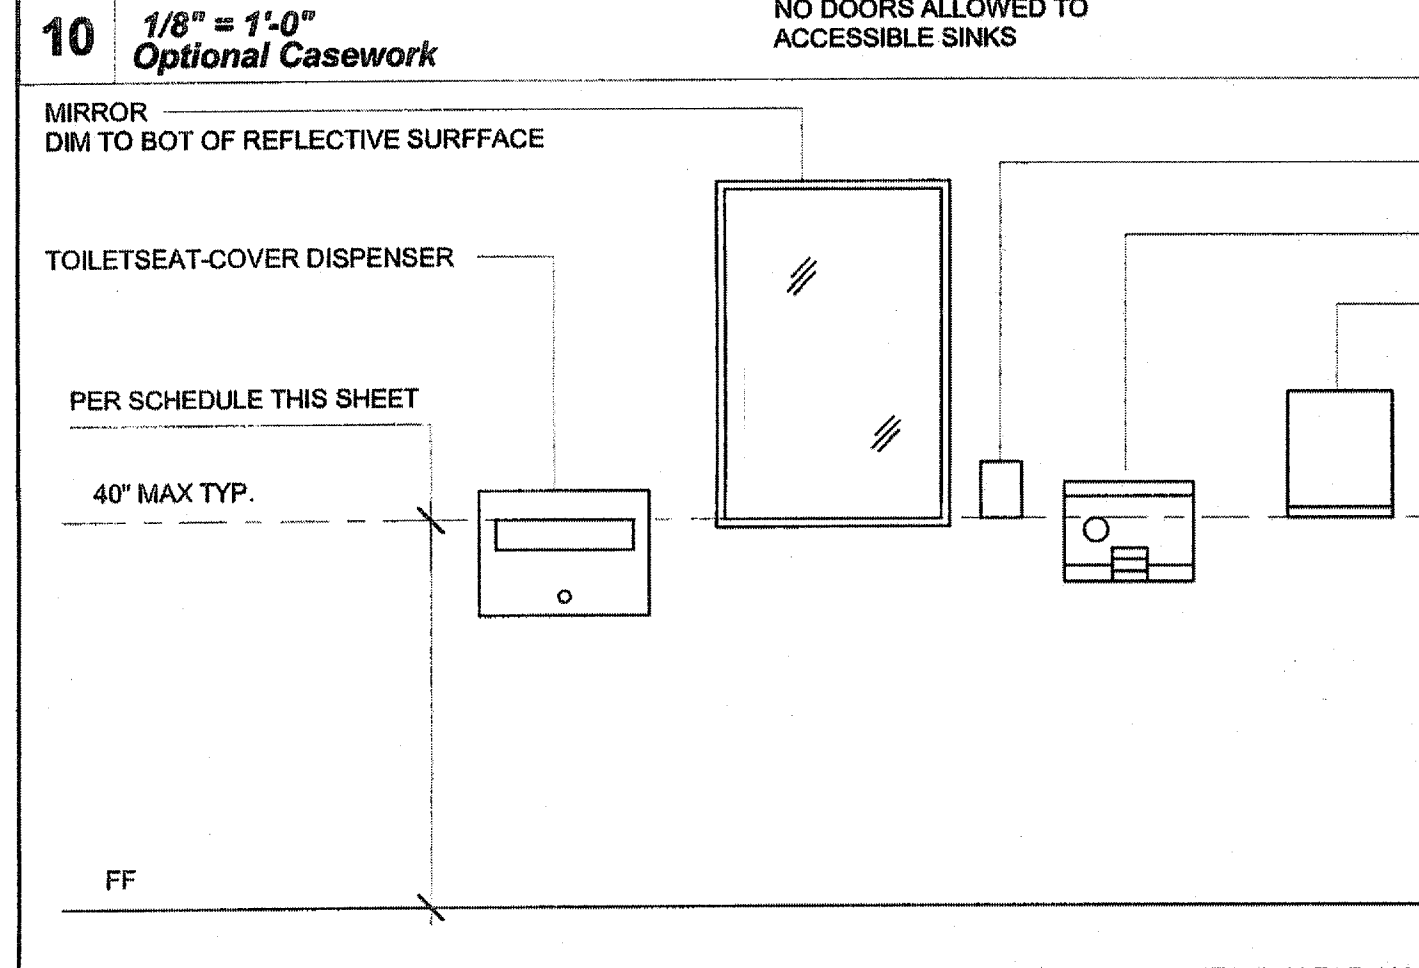 10
1/8" = 1'-0"
Optional Casework
NO DOORS ALLOWED TO
ACCESSIBLE SINKS
MIRROR
DIM TO BOT OF REFLECTIVE SURFFACE
TOILETSEAT-COVER DISPENSER
PER SCHEDULE THIS SHEET
40" MAX TYP.
FF